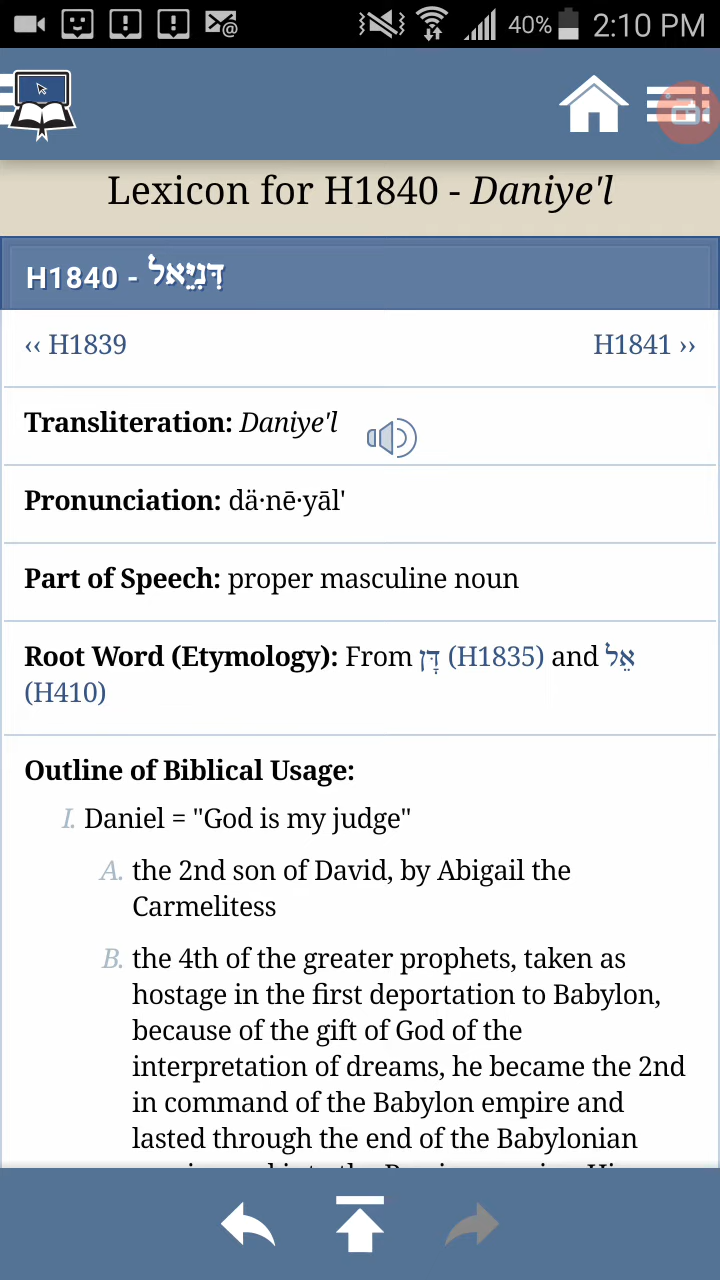 40% 2:10 PM
Lexicon for H1840 - Daniye'l
H1840 - דָּנִיֵּאל
‹‹ H1839 H1841 ››
Transliteration: Daniye'l
Pronunciation: dä·nē·yāl'
Part of Speech: proper masculine noun
Root Word (Etymology): From דָּן (H1835) and אֵל
(H410)
Outline of Biblical Usage:
I. Daniel = "God is my judge"
A. the 2nd son of David, by Abigail the
Carmelitess
B. the 4th of the greater prophets, taken as
hostage in the first deportation to Babylon,
because of the gift of God of the
interpretation of dreams, he became the 2nd
in command of the Babylon empire and
lasted through the end of the Babylonian